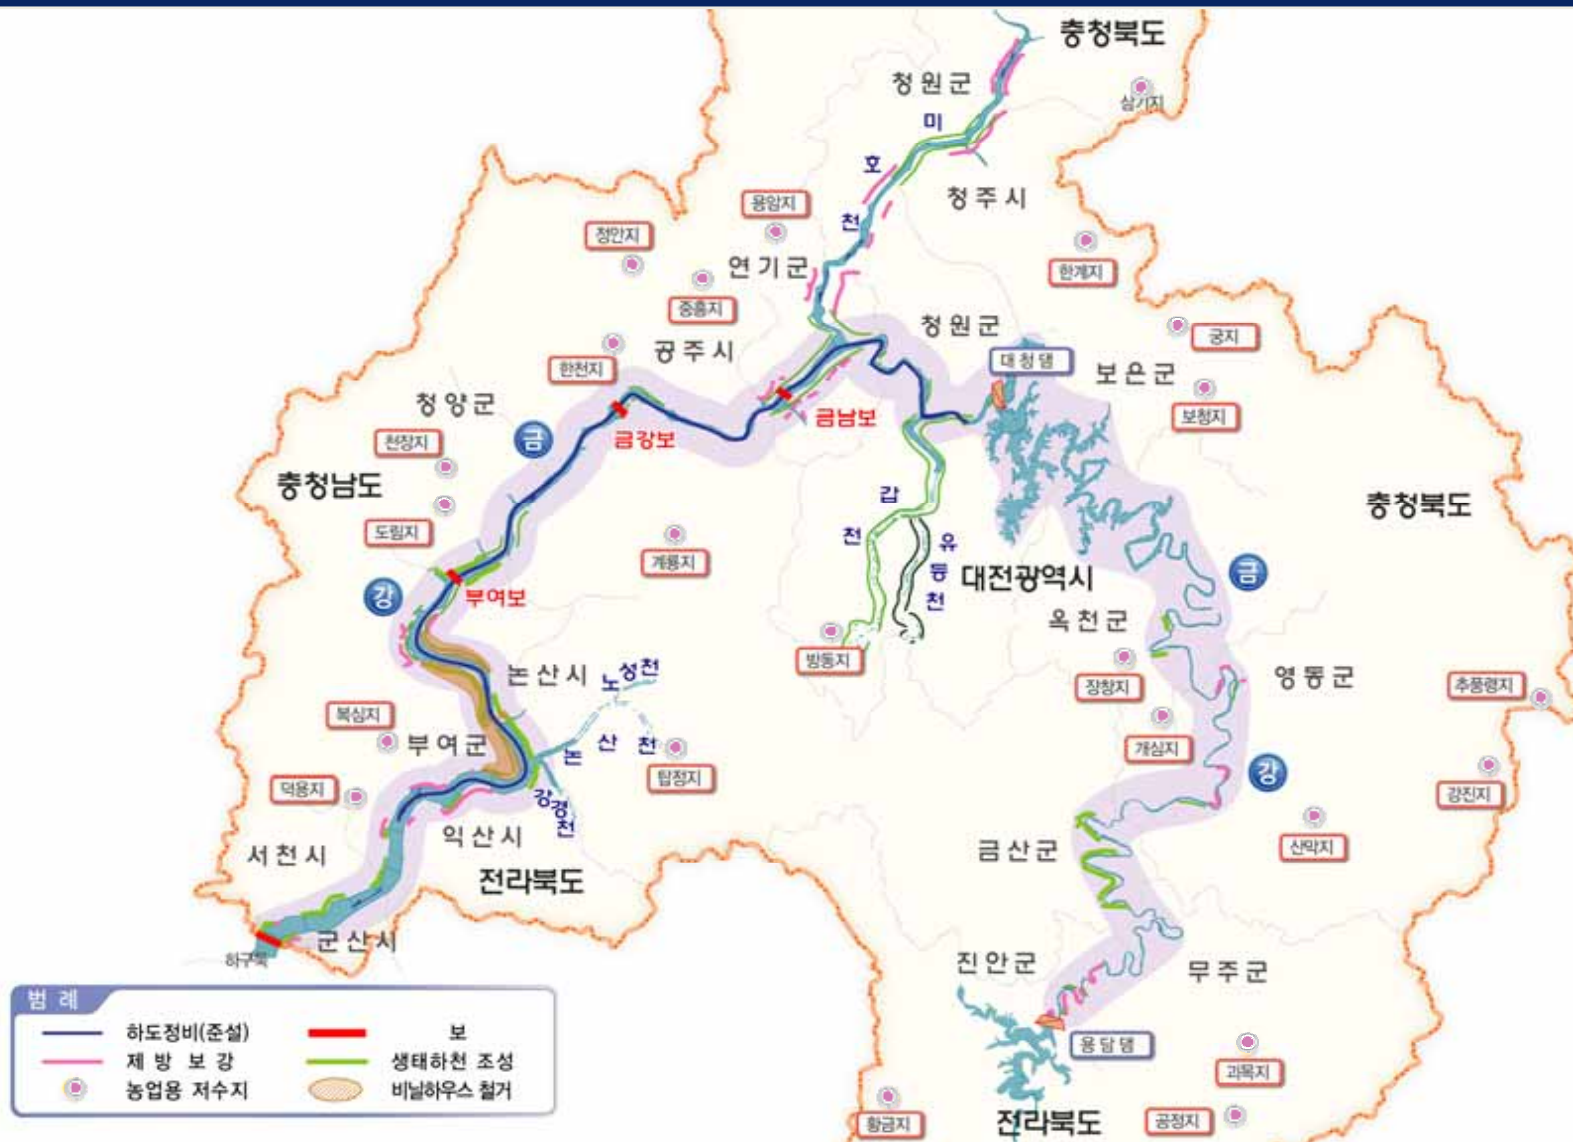 충청북도
청원군
삼기지
미
호
천
청주시
용암지
정안지
연기군
한계지
중흥지
청원군
궁지
공주시
대청댐
한천지
보은군
청양군
보청지
금남보
금강보
금
천장지
충청남도
갑
천
충청북도
도림지
유
등
천
계룡지
금
대전광역시
강
부여보
옥천군
방동지
논산시
노성천
장창지
영동군
추풍령지
복심지
부여군
논산천
개심지
탑정지
강
덕용지
강경천
강진지
익산시
서천시
금산군
산막지
전라북도
군산시
하구둑
진안군
무주군
용담댐
과목지
황금지
전라북도
공정지
범례
하도정비(준설)
보
제방 보강
생태하천 조성
농업용 저수지
비닐하우스 철거